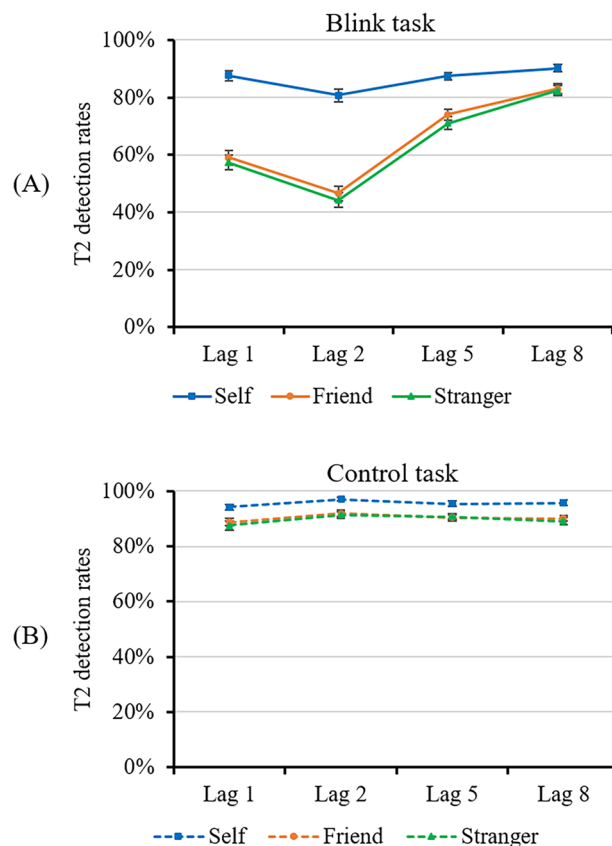 Blink task
100%
80%
60%
40%
20%
0%
T2 detection rates
(A)
Lag 1 Lag 2 Lag 5 Lag 8
Self Friend Stranger
Control task
100%
80%
60%
40%
20%
0%
T2 detection rates
(B)
Lag 1 Lag 2 Lag 5 Lag 8
Self Friend Stranger